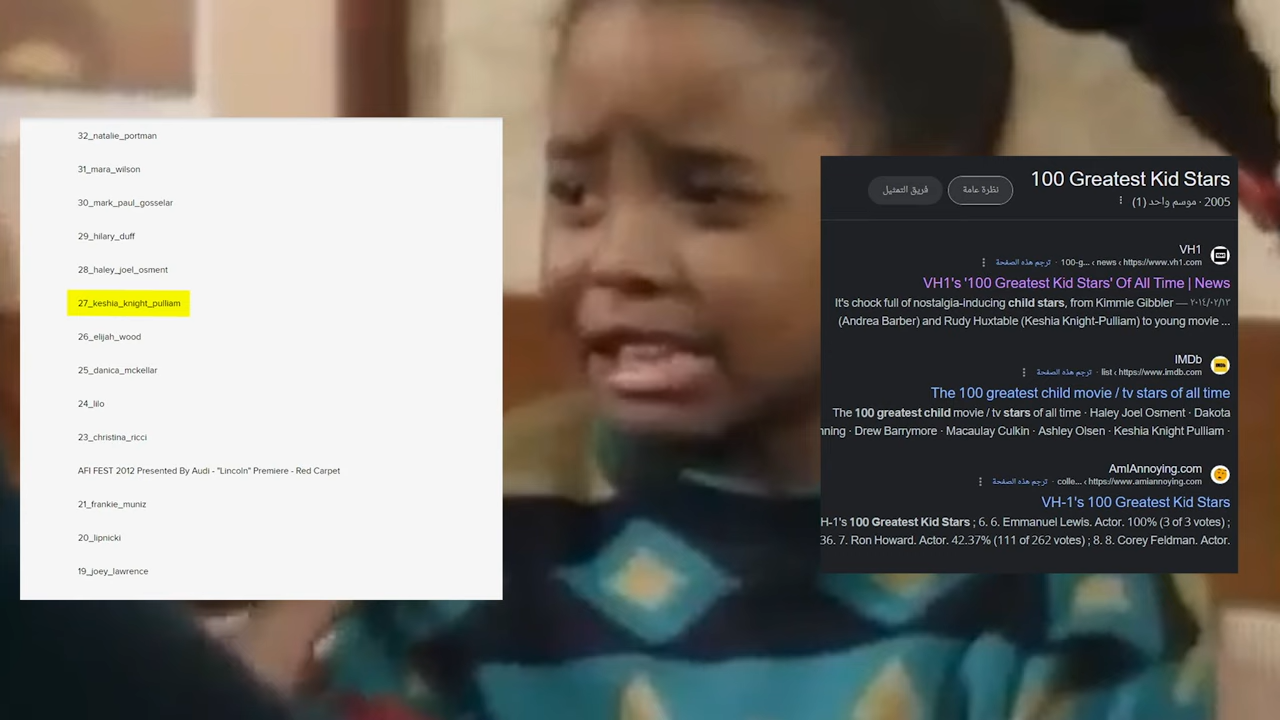 32_natalie_portman
31_mara_wilson
30_mark_paul_gosselar
29_hilary_duff
28_haley_joel_osment
27_keshia_knight_pulliam
26_elijah_wood
25_danica_mckellar
24_lilo
23_christina_ricci
AFI FEST 2012 Presented By Audi - "Lincoln" Premiere - Red Carpet
21_frankie_muniz
20_lipnicki
19_joey_lawrence
100 Greatest Kid Stars
2005 · موسم واحد (1)
نظرة عامة
فريق التمثيل
VH1
https://www.vh1.com › news › 100-g... · ترجم هذه الصفحة
VH1's '100 Greatest Kid Stars' Of All Time | News
It's chock full of nostalgia-inducing child stars, from Kimmie Gibbler — ١٣‏/٠٢‏/٢٠١٤
(Andrea Barber) and Rudy Huxtable (Keshia Knight-Pulliam) to young movie ...
IMDb
https://www.imdb.com › list · ترجم هذه الصفحة
The 100 greatest child movie / tv stars of all time
The 100 greatest child movie / tv stars of all time · Haley Joel Osment · Dakota
nning · Drew Barrymore · Macaulay Culkin · Ashley Olsen · Keshia Knight Pulliam ·
AmIAnnoying.com
https://www.amiannoying.com › colle... · ترجم هذه الصفحة
VH-1's 100 Greatest Kid Stars
H-1's 100 Greatest Kid Stars ; 6. 6. Emmanuel Lewis. Actor. 100% (3 of 3 votes) ;
36. 7. Ron Howard. Actor. 42.37% (111 of 262 votes) ; 8. 8. Corey Feldman. Actor.